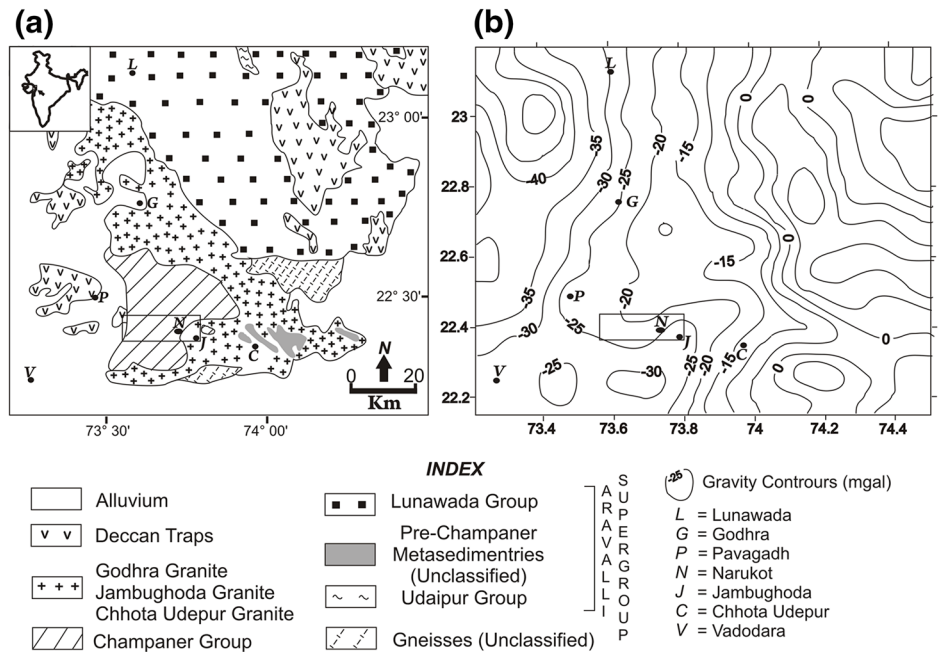 (a)
(b)
L
G
P
N
J
C
V
23° 00'
22° 30'
N
0 20
Km
73° 30'
74° 00'
L
G
P
N
J
C
V
-40
-35
-30
-25
-20
-15
0
0
0
0
0
-15
-35
-30
-25
-20
-25
-30
-25
-20
-15
23
22.8
22.6
22.4
22.2
73.4
73.6
73.8
74
74.2
74.4
INDEX
Alluvium
Deccan Traps
Godhra Granite
Jambughoda Granite
Chhota Udepur Granite
Champaner Group
Lunawada Group
Pre-Champaner
Metasedimentries
(Unclassified)
Udaipur Group
Gneisses (Unclassified)
ARAVALLI
SUPERGROUP
-25
Gravity Contours (mgal)
L = Lunawada
G = Godhra
P = Pavagadh
N = Narukot
J = Jambughoda
C = Chhota Udepur
V = Vadodara